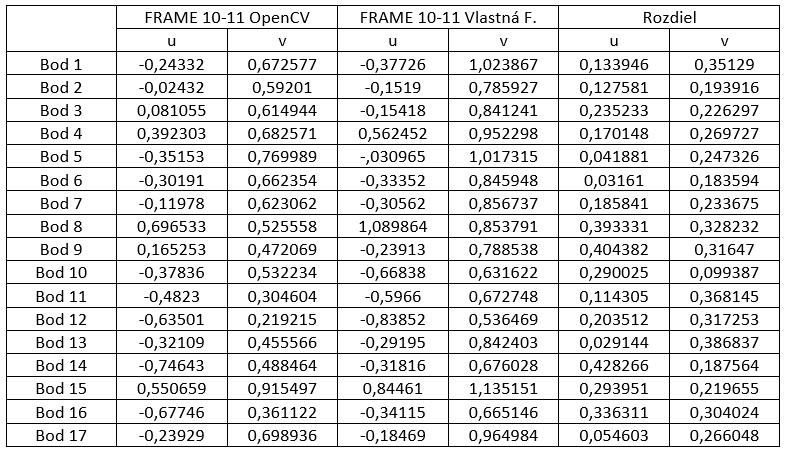 FRAME 10-11 OpenCV FRAME 10-11 Vlastná F. Rozdiel
u v u v u v
Bod 1 -0,24332 0,672577 -0,37726 1,023867 0,133946 0,35129
Bod 2 -0,02432 0,59201 -0,1519 0,785927 0,127581 0,193916
Bod 3 0,081055 0,614944 -0,15418 0,841241 0,235233 0,226297
Bod 4 0,392303 0,682571 0,562452 0,952298 0,170148 0,269727
Bod 5 -0,35153 0,769989 -,030965 1,017315 0,041881 0,247326
Bod 6 -0,30191 0,662354 -0,33352 0,845948 0,03161 0,183594
Bod 7 -0,11978 0,623062 -0,30562 0,856737 0,185841 0,233675
Bod 8 0,696533 0,525558 1,089864 0,853791 0,393331 0,328232
Bod 9 0,165253 0,472069 -0,23913 0,788538 0,404382 0,31647
Bod 10 -0,37836 0,532234 -0,66838 0,631622 0,290025 0,099387
Bod 11 -0,4823 0,304604 -0,5966 0,672748 0,114305 0,368145
Bod 12 -0,63501 0,219215 -0,83852 0,536469 0,203512 0,317253
Bod 13 -0,32109 0,455566 -0,29195 0,842403 0,029144 0,386837
Bod 14 -0,74643 0,488464 -0,31816 0,676028 0,428266 0,187564
Bod 15 0,550659 0,915497 0,84461 1,135151 0,293951 0,219655
Bod 16 -0,67746 0,361122 -0,34115 0,665146 0,336311 0,304024
Bod 17 -0,23929 0,698936 -0,18469 0,964984 0,054603 0,266048